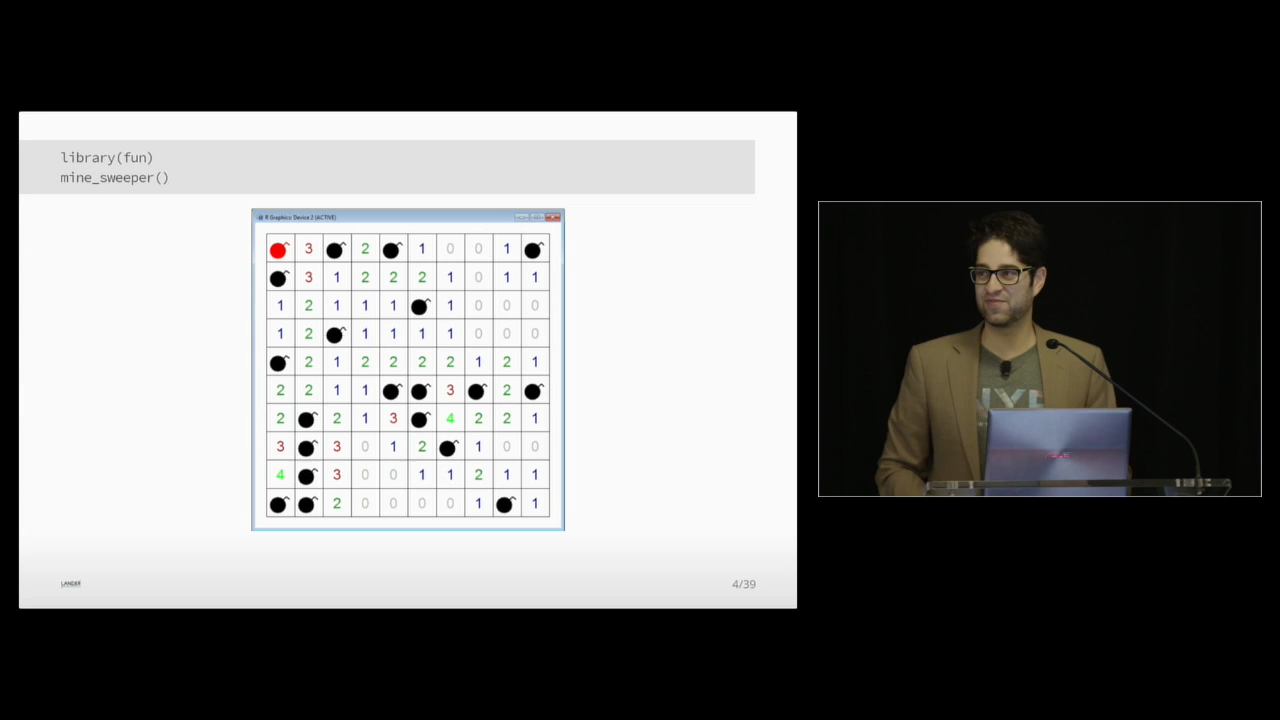 library(fun)
mine_sweeper()
R Graphics: Device 2 (ACTIVE)
3 2 1 0 0 1
3 1 2 2 2 1 0 1 1
1 2 1 1 1 1 0 0 0
1 2 1 1 1 1 0 0 0
2 1 2 2 2 2 1 2 1
2 2 1 1 3 2
2 2 1 3 4 2 2 1
3 3 0 1 2 1 0 0
4 3 0 0 1 1 2 1 1
2 0 0 0 0 1 1
LANDER
4/39
ASUS